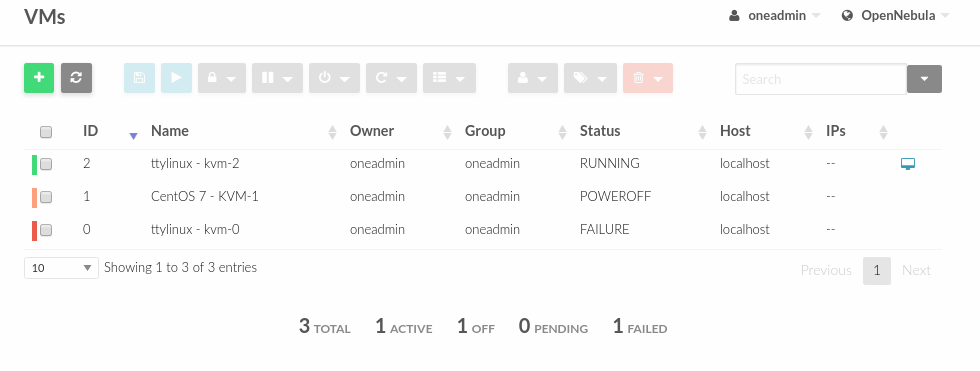 VMs oneadmin OpenNebula
Search
ID Name Owner Group Status Host IPs
2 ttylinux - kvm-2 oneadmin oneadmin RUNNING localhost --
1 CentOS 7 - KVM-1 oneadmin oneadmin POWEROFF localhost --
0 ttylinux - kvm-0 oneadmin oneadmin FAILURE localhost --
10 Showing 1 to 3 of 3 entries Previous 1 Next
3 TOTAL 1 ACTIVE 1 OFF 0 PENDING 1 FAILED